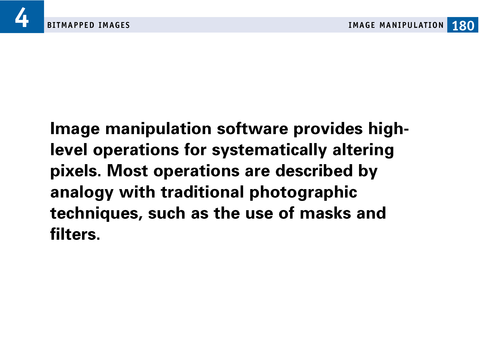 4
BITMAPPED IMAGES
IMAGE MANIPULATION 180
Image manipulation software provides high-
level operations for systematically altering
pixels. Most operations are described by
analogy with traditional photographic
techniques, such as the use of masks and
filters.